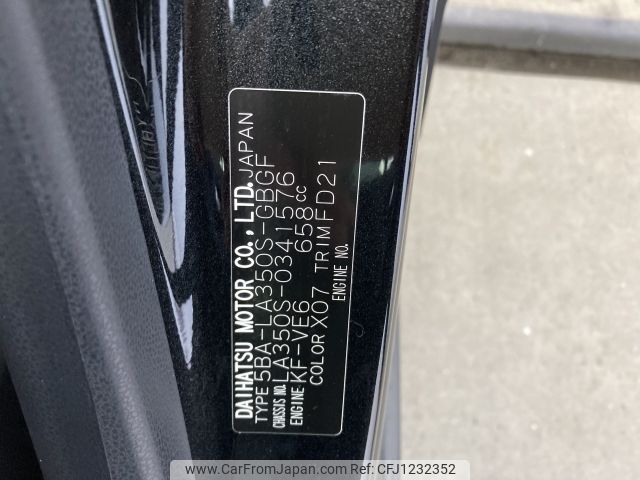 DAIHATSU MOTOR CO., LTD. JAPAN
TYPE 5BA-LA350S-GBGF
CHASSIS NO. LA350S-0341576
ENGINE KF-VE6 658cc
COLOR X07 TRIM FD21
ENGINE NO.
www.CarFromJapan.com | Ref:CFJ1232352